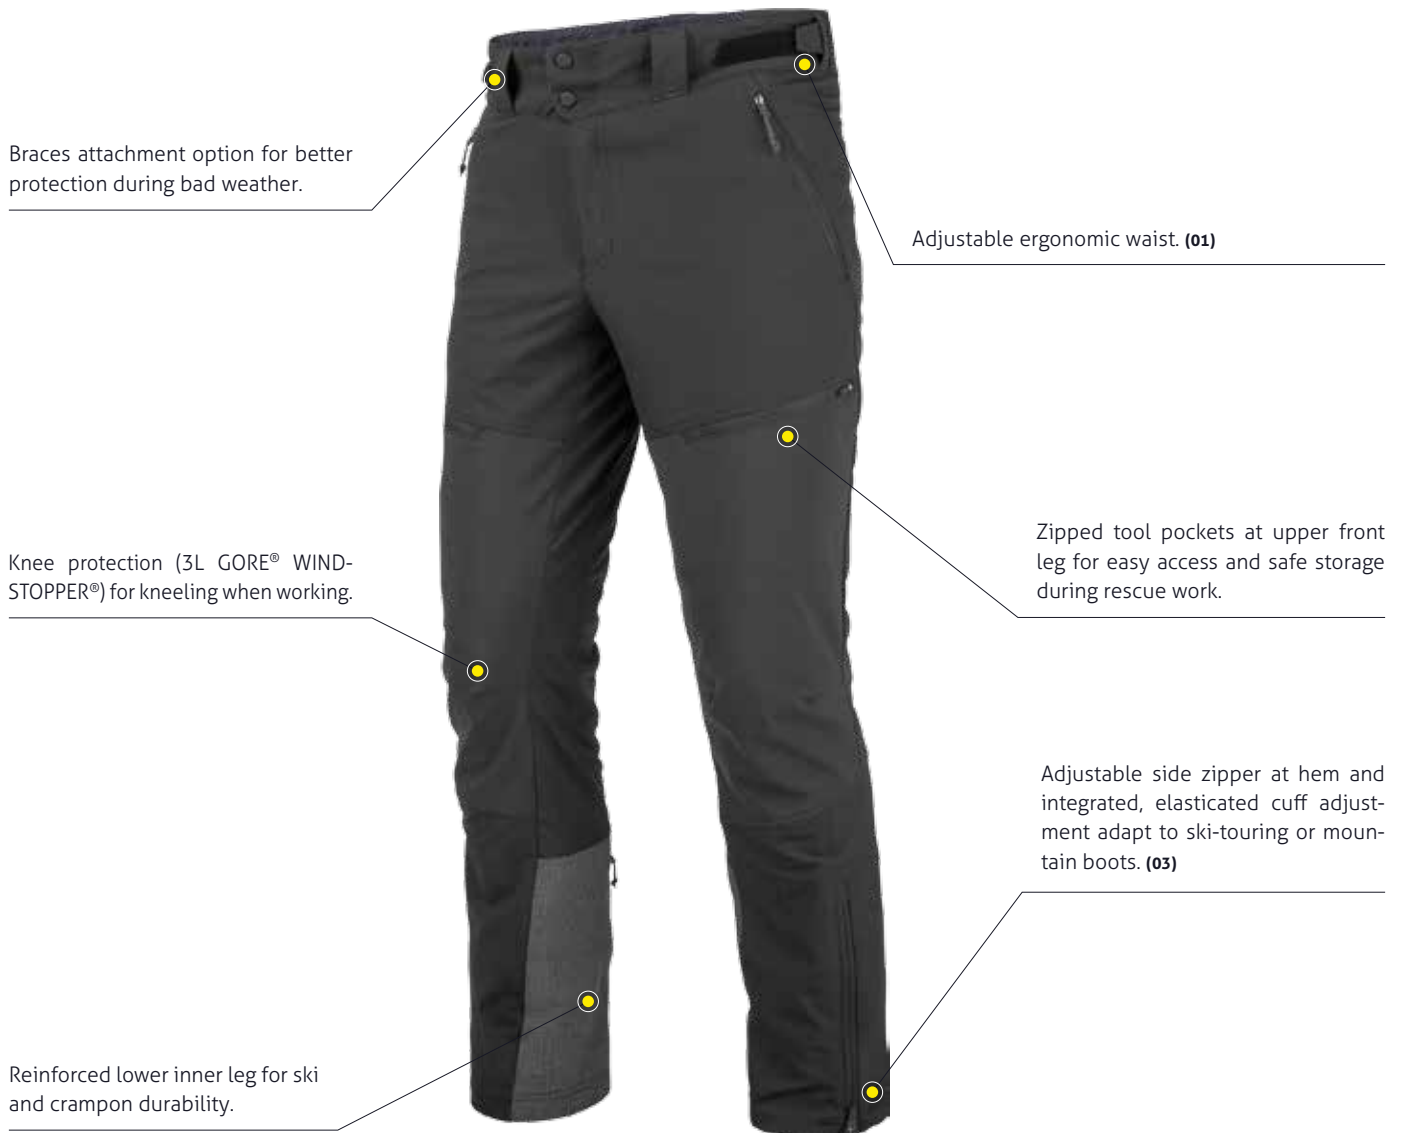 Braces attachment option for better
protection during bad weather.
Adjustable ergonomic waist. (01)
Zipped tool pockets at upper front
leg for easy access and safe storage
during rescue work.
Knee protection (3L GORE® WIND-
STOPPER®) for kneeling when working.
Adjustable side zipper at hem and
integrated, elasticated cuff adjust-
ment adapt to ski-touring or moun-
tain boots. (03)
Reinforced lower inner leg for ski
and crampon durability.